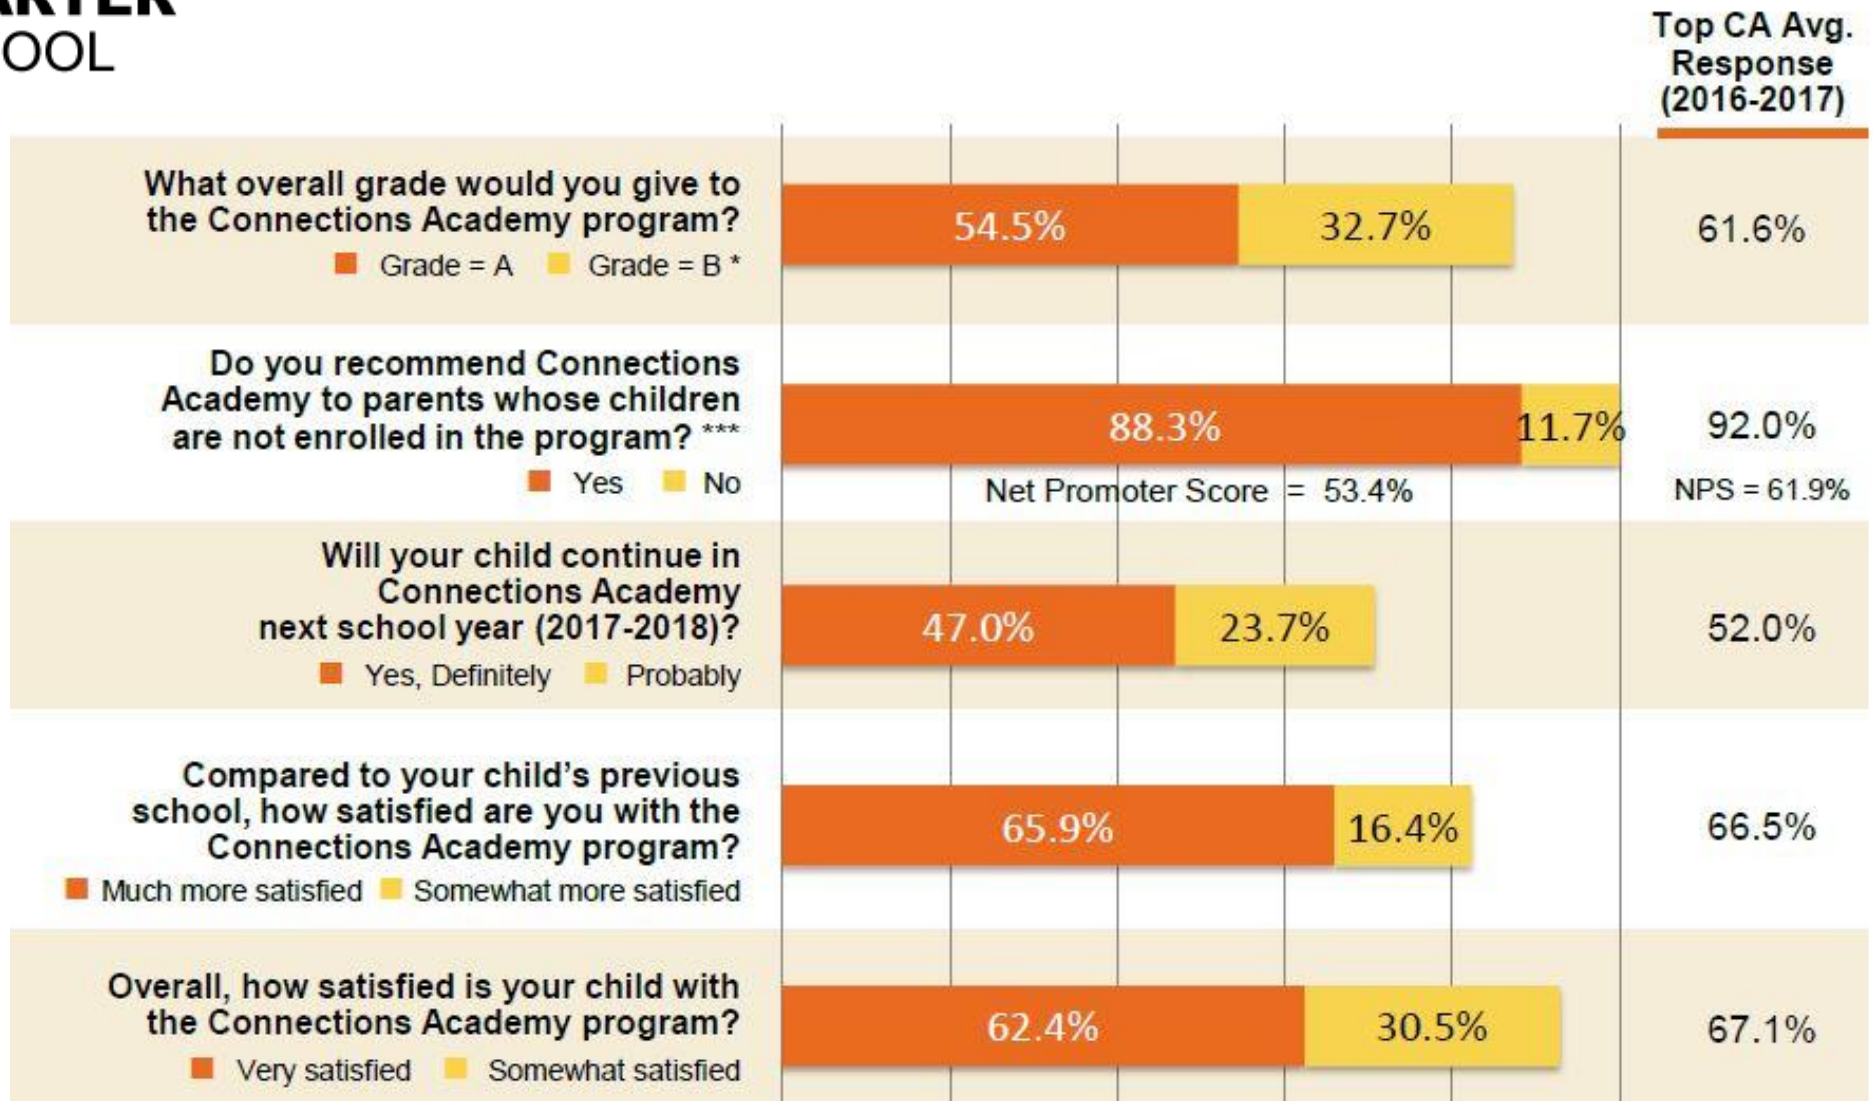 OOL
Top CA Avg.
Response
(2016-2017)
What overall grade would you give to
the Connections Academy program?
Grade = A Grade = B *
54.5% 32.7%
61.6%
Do you recommend Connections
Academy to parents whose children
are not enrolled in the program? ***
Yes No
88.3% 11.7%
Net Promoter Score = 53.4%
92.0%
NPS = 61.9%
Will your child continue in
Connections Academy
next school year (2017-2018)?
Yes, Definitely Probably
47.0% 23.7%
52.0%
Compared to your child’s previous
school, how satisfied are you with the
Connections Academy program?
Much more satisfied Somewhat more satisfied
65.9% 16.4%
66.5%
Overall, how satisfied is your child with
the Connections Academy program?
Very satisfied Somewhat satisfied
62.4% 30.5%
67.1%